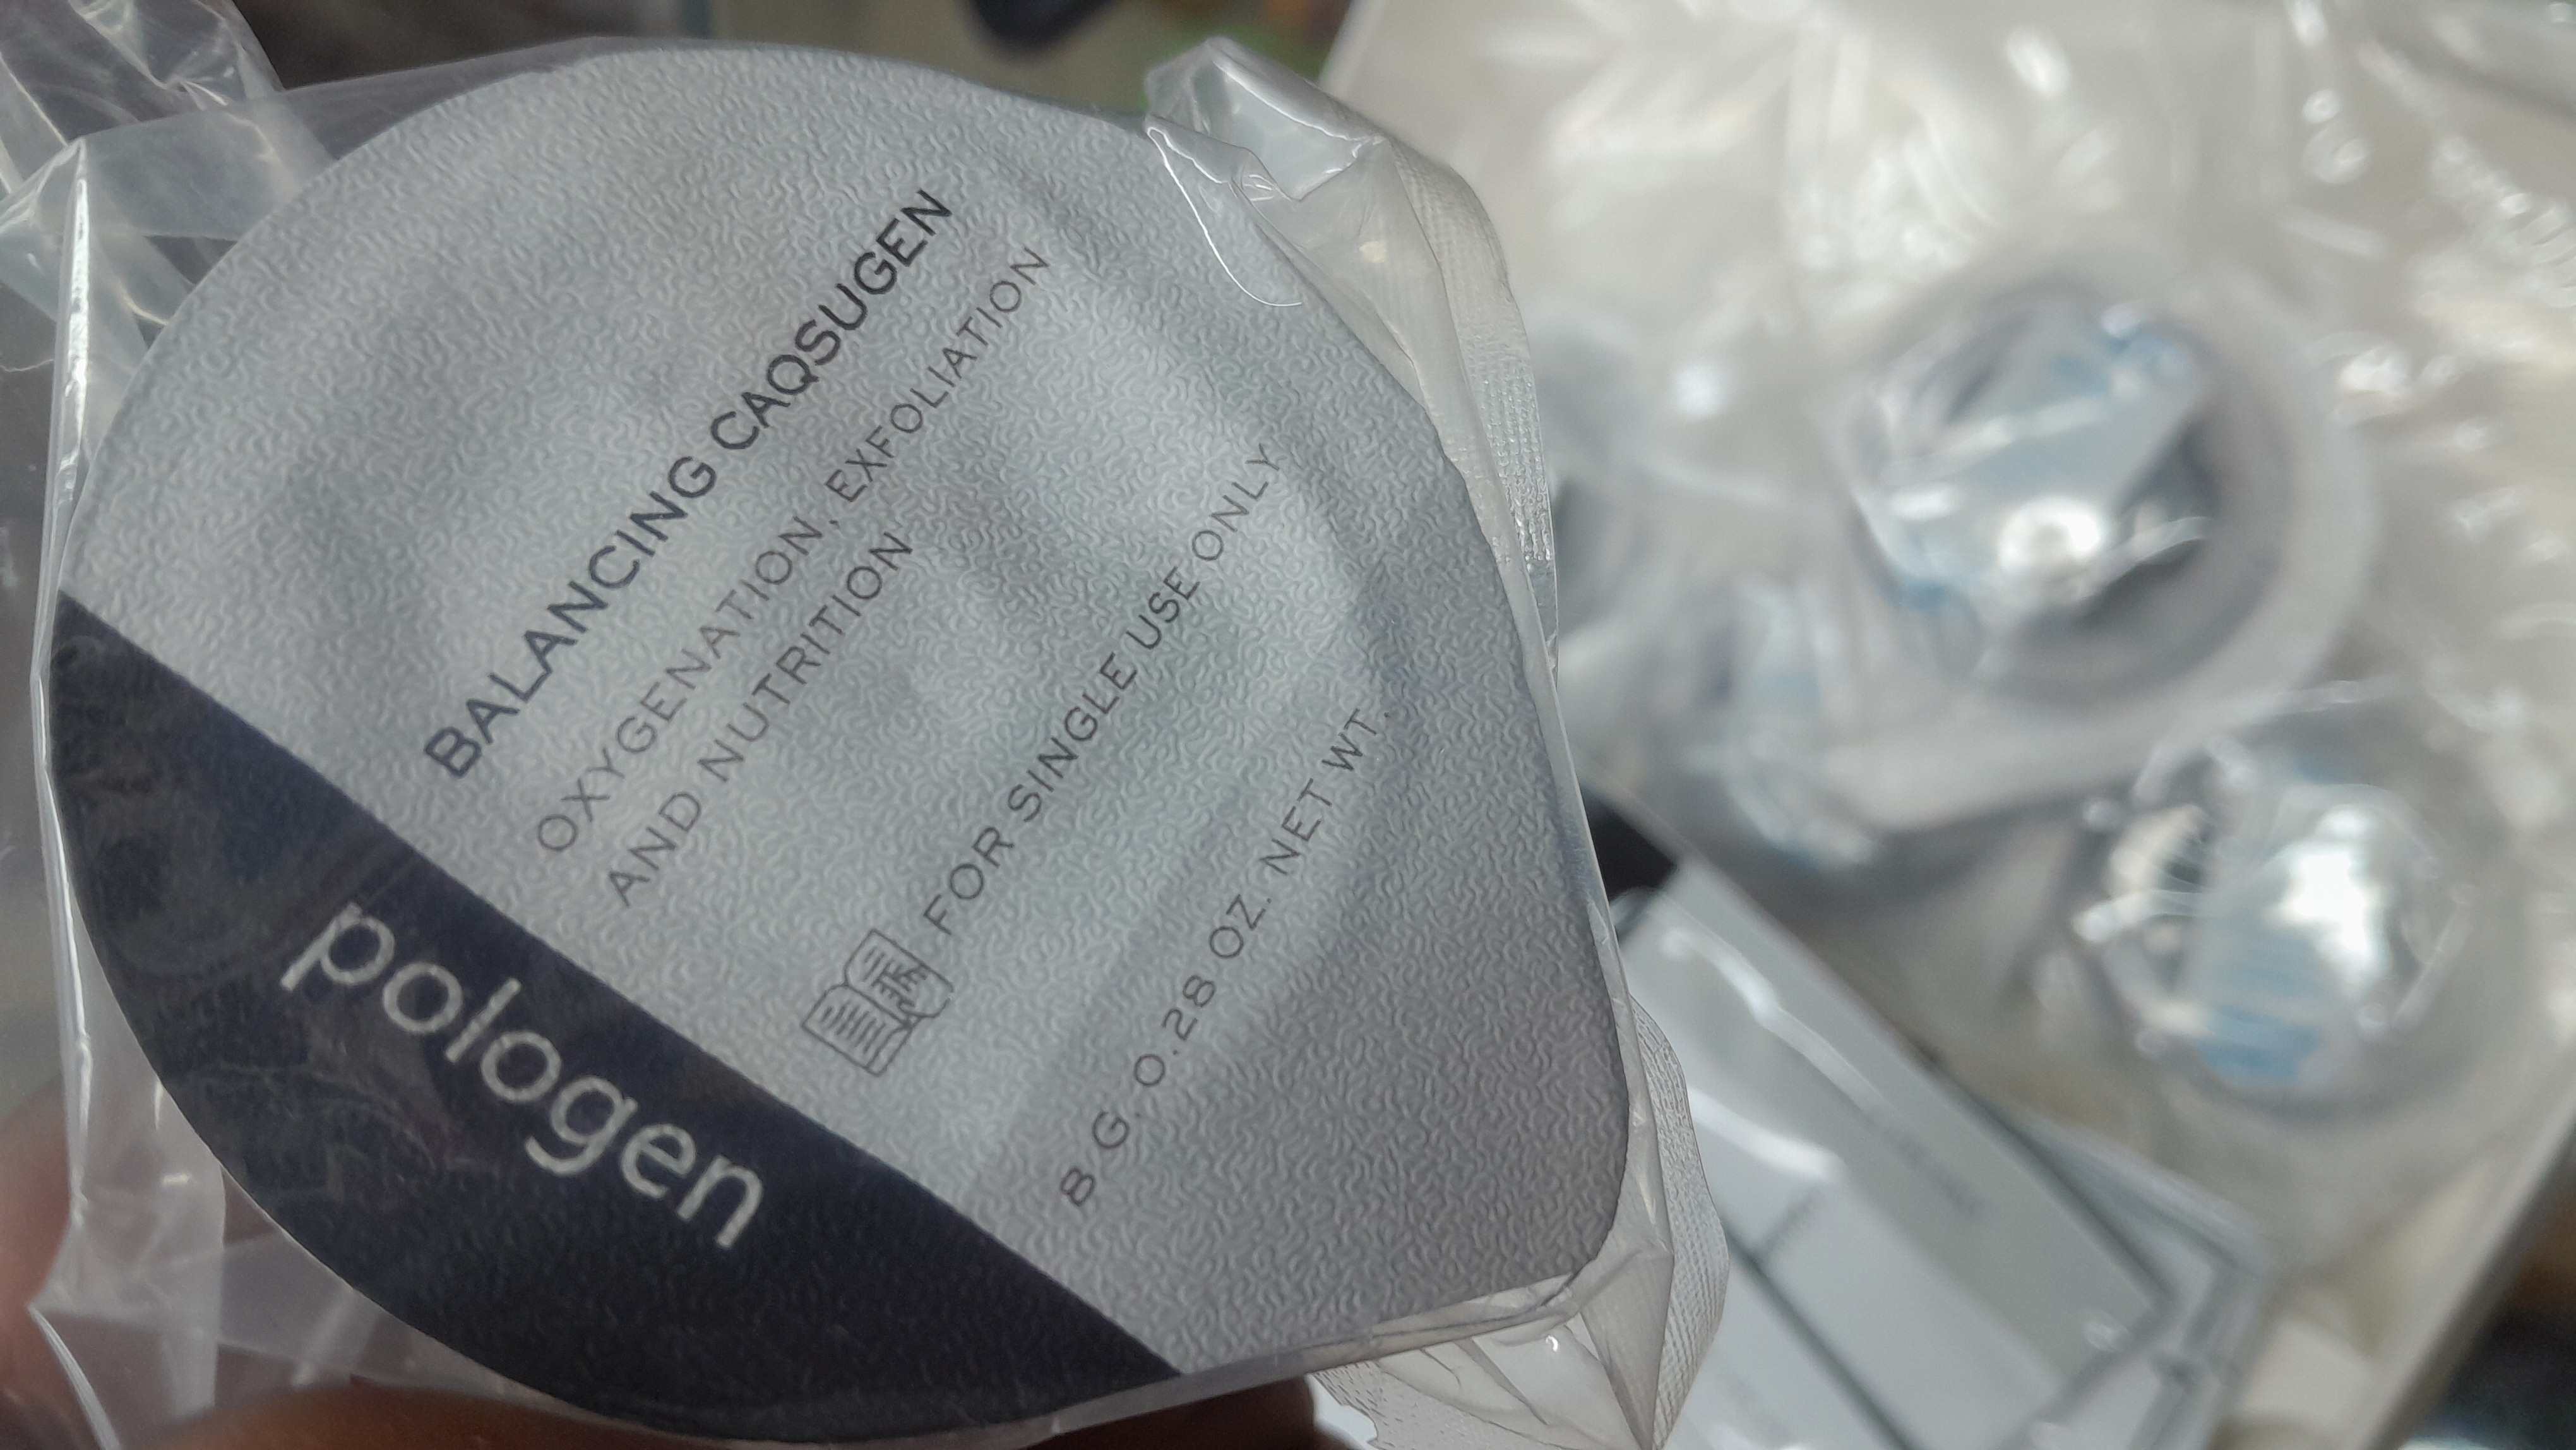 BALANCING CAQSUGEN
OXYGENATION, EXFOLIATION
AND NUTRITION
FOR SINGLE USE ONLY
8 G. 0.28 OZ. NET WT.
pologen